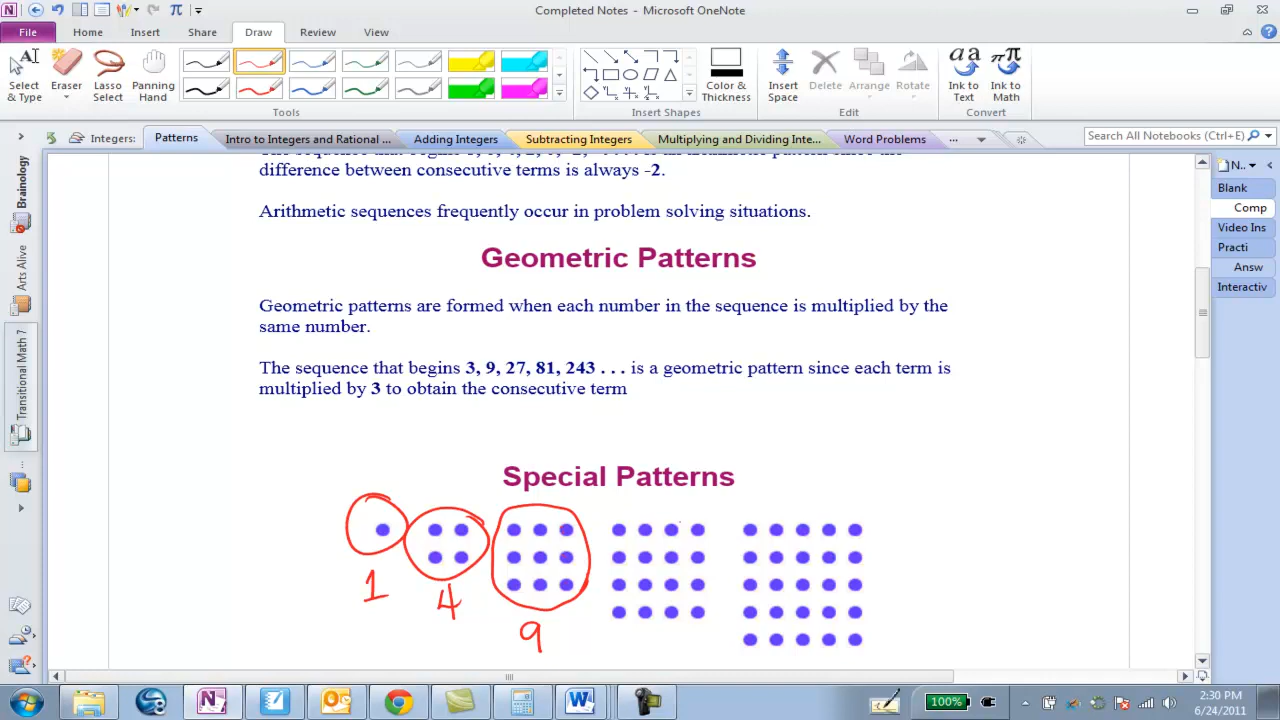 Completed Notes - Microsoft OneNote
File Home Insert Share Draw Review View
Select & Type
Eraser
Lasso Select
Panning Hand
Color & Thickness
Insert Space
Delete
Arrange
Rotate
Ink to Text
Ink to Math
Tools
Insert Shapes
Edit
Convert
Integers:
Patterns
Intro to Integers and Rational ...
Adding Integers
Subtracting Integers
Multiplying and Dividing Inte...
Word Problems
...
Search All Notebooks (Ctrl+E)
Brainology
Arts Alive
Transitional Math 7
N..
Blank
Comp
Video Ins
Practi
Answ
Interactiv
difference between consecutive terms is always -2.
Arithmetic sequences frequently occur in problem solving situations.
Geometric Patterns
Geometric patterns are formed when each number in the sequence is multiplied by the
same number.
The sequence that begins 3, 9, 27, 81, 243 . . . is a geometric pattern since each term is
multiplied by 3 to obtain the consecutive term
Special Patterns
1
4
9
100%
2:30 PM
6/24/2011